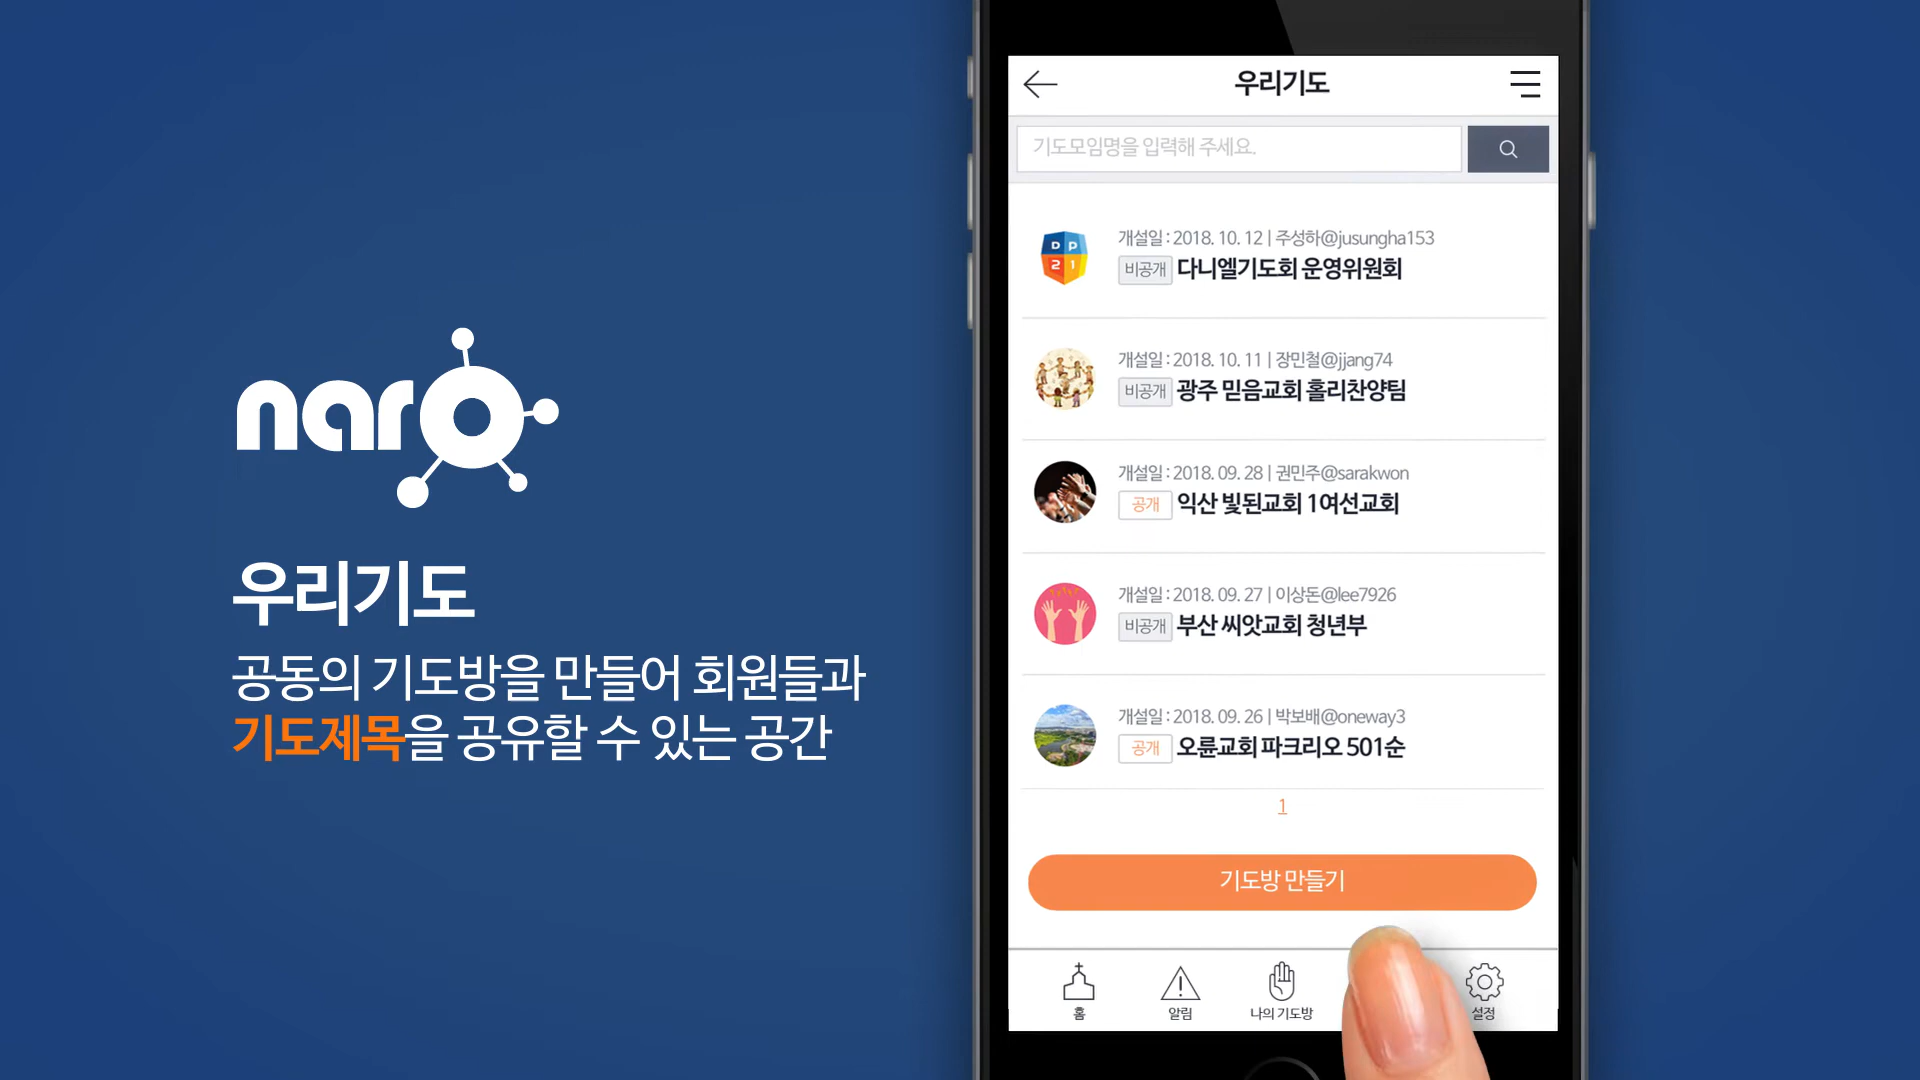 naro
우리기도
공동의 기도방을 만들어 회원들과
기도제목을 공유할 수 있는 공간
우리기도
기도모임명을 입력해 주세요.
D P
2 1
개설일 : 2018. 10. 12 | 주성하@jusungha153
비공개 다니엘기도회 운영위원회
개설일 : 2018. 10. 11 | 장민철@jjang74
비공개 광주 믿음교회 홀리찬양팀
개설일 : 2018. 09. 28 | 권민주@sarakwon
공개 익산 빛된교회 1여선교회
개설일 : 2018. 09. 27 | 이상돈@lee7926
비공개 부산 씨앗교회 청년부
개설일 : 2018. 09. 26 | 박보배@oneway3
공개 오륜교회 파크리오 501순
1
기도방 만들기
홈 알림 나의 기도방 설정